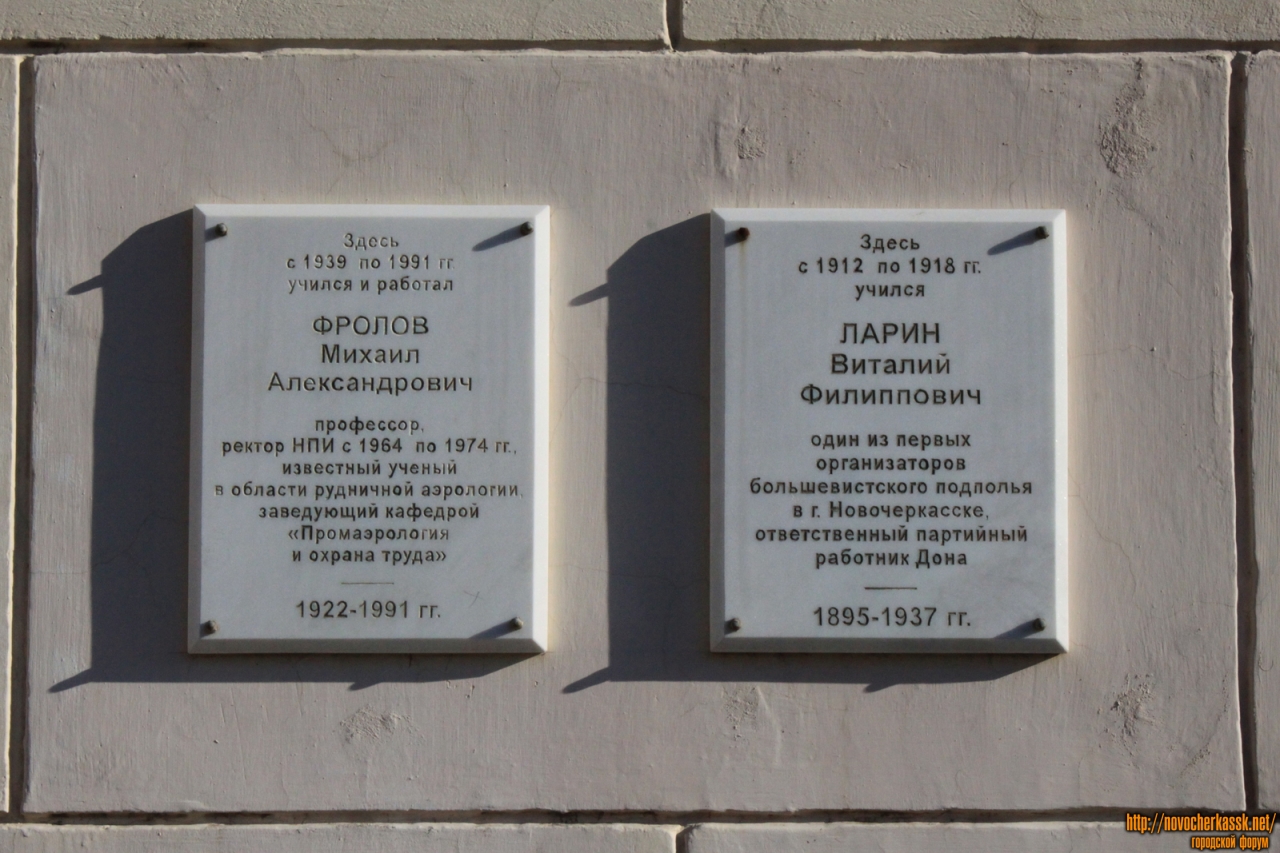 Здесь
с 1939 по 1991 гг.
учился и работал
ФРОЛОВ
Михаил
Александрович
профессор,
ректор НПИ с 1964 по 1974 гг.,
известный ученый
в области рудничной аэрологии,
заведующий кафедрой
«Промаэрология
и охрана труда»
1922-1991 гг.
Здесь
с 1912 по 1918 гг.
учился
ЛАРИН
Виталий
Филиппович
один из первых
организаторов
большевистского подполья
в г. Новочеркасске,
ответственный партийный
работник Дона
1895-1937 гг.
http://novocherkassk.net/
городской форум